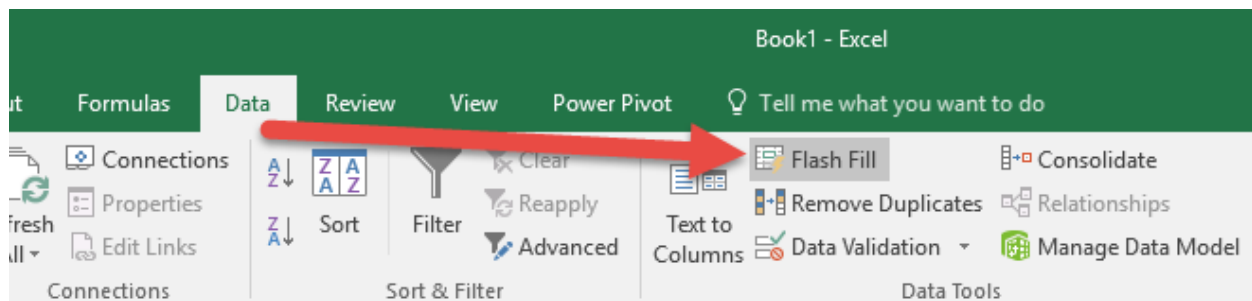 Book1 - Excel
ut Formulas Data Review View Power Pivot Tell me what you want to do
Connections
Properties
fresh
All
Edit Links
Connections
A
Z
Z
A
Z A
A Z
Sort
Filter
Clear
Reapply
Advanced
Sort & Filter
Text to
Columns
Flash Fill
Remove Duplicates
Data Validation
Consolidate
Relationships
Manage Data Model
Data Tools